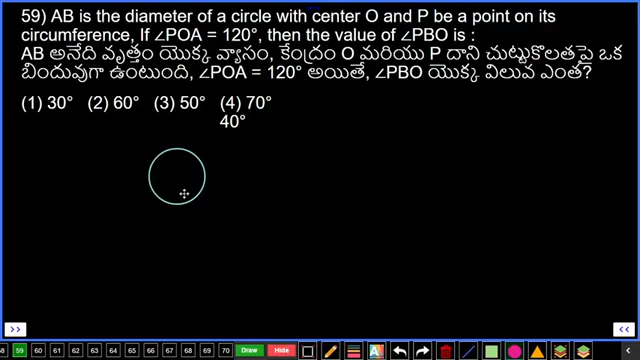 59) AB is the diameter of a circle with center O and P be a point on its
circumference, If ∠POA = 120°, then the value of ∠PBO is :
AB అనేది వృత్తం యొక్క వ్యాసం, కేంద్రం O మరియు P దాని చుట్టుకొలతపై ఒక
బిందువుగా ఉంటుంది, ∠POA = 120° అయితే, ∠PBO యొక్క విలువ ఎంత?
(1) 30° (2) 60° (3) 50° (4) 70°
40°
>> 58 59 60 61 62 63 64 65 66 67 68 69 70 Draw Hide A >>